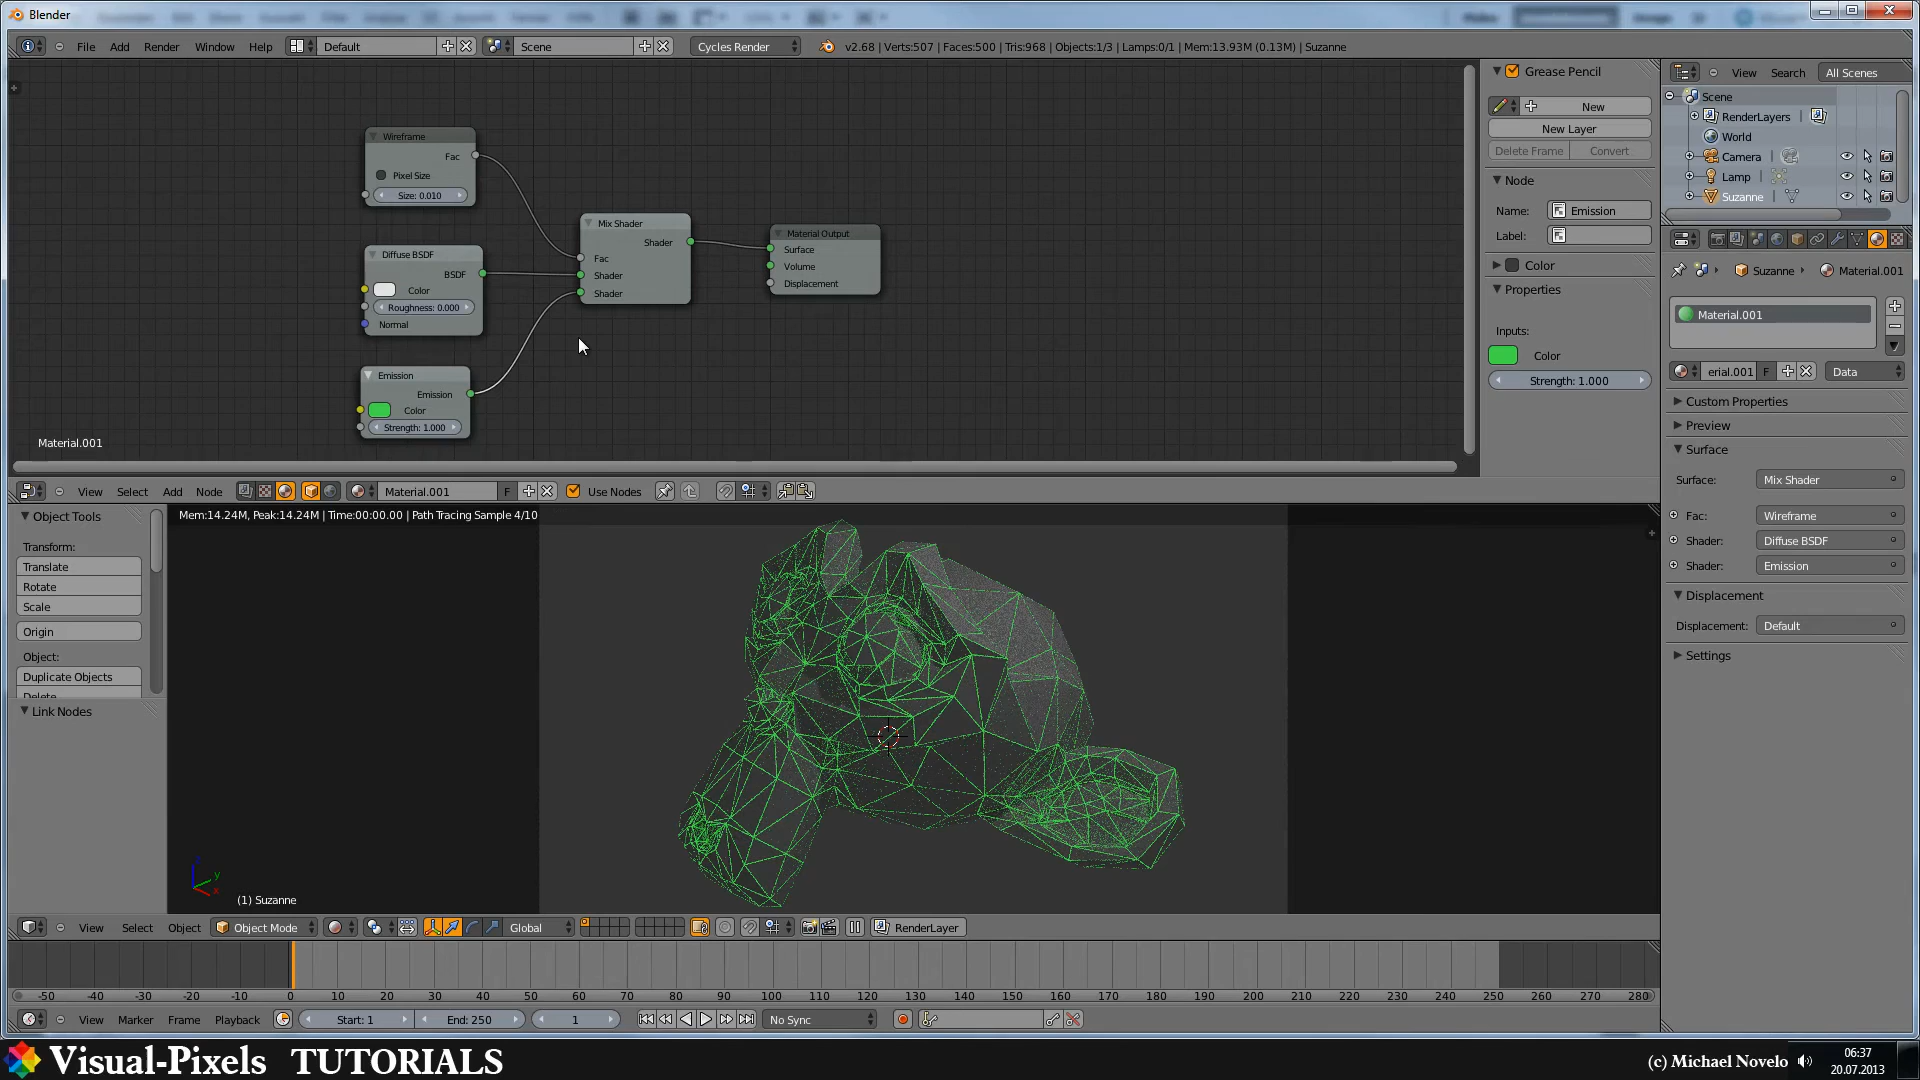 Blender
File Add Render Window Help Default Scene Cycles Render v2.68 | Verts:507 | Faces:500 | Tris:968 | Objects:1/3 | Lamps:0/1 | Mem:13.93M (0.13M) | Suzanne
Wireframe
Fac
Pixel Size
Size: 0.010
Diffuse BSDF
BSDF
Color
Roughness: 0.000
Normal
Emission
Emission
Color
Strength: 1.000
Mix Shader
Shader
Fac
Shader
Shader
Material Output
Surface
Volume
Displacement
Material.001
Grease Pencil
New
New Layer
Delete Frame Convert
Node
Name: Emission
Label:
Color
Properties
Inputs:
Color
Strength: 1.000
View Search All Scenes
Scene
RenderLayers
World
Camera
Lamp
Suzanne
Suzanne Material.001
Material.001
erial.001 F Data
Custom Properties
Preview
Surface
Surface: Mix Shader
Fac: Wireframe
Shader: Diffuse BSDF
Shader: Emission
Displacement
Displacement: Default
Settings
View Select Add Node Material.001 F Use Nodes
Object Tools
Transform:
Translate
Rotate
Scale
Origin
Object:
Duplicate Objects
Delete
Link Nodes
Mem:14.24M, Peak:14.24M | Time:00:00.00 | Path Tracing Sample 4/10
z
y
x
(1) Suzanne
View Select Object Object Mode Global RenderLayer
-50 -40 -30 -20 -10 0 10 20 30 40 50 60 70 80 90 100 110 120 130 140 150 160 170 180 190 200 210 220 230 240 250 260 270 280
View Marker Frame Playback Start: 1 End: 250 1 No Sync
Visual-Pixels TUTORIALS
(c) Michael Novelo
06:37
20.07.2013